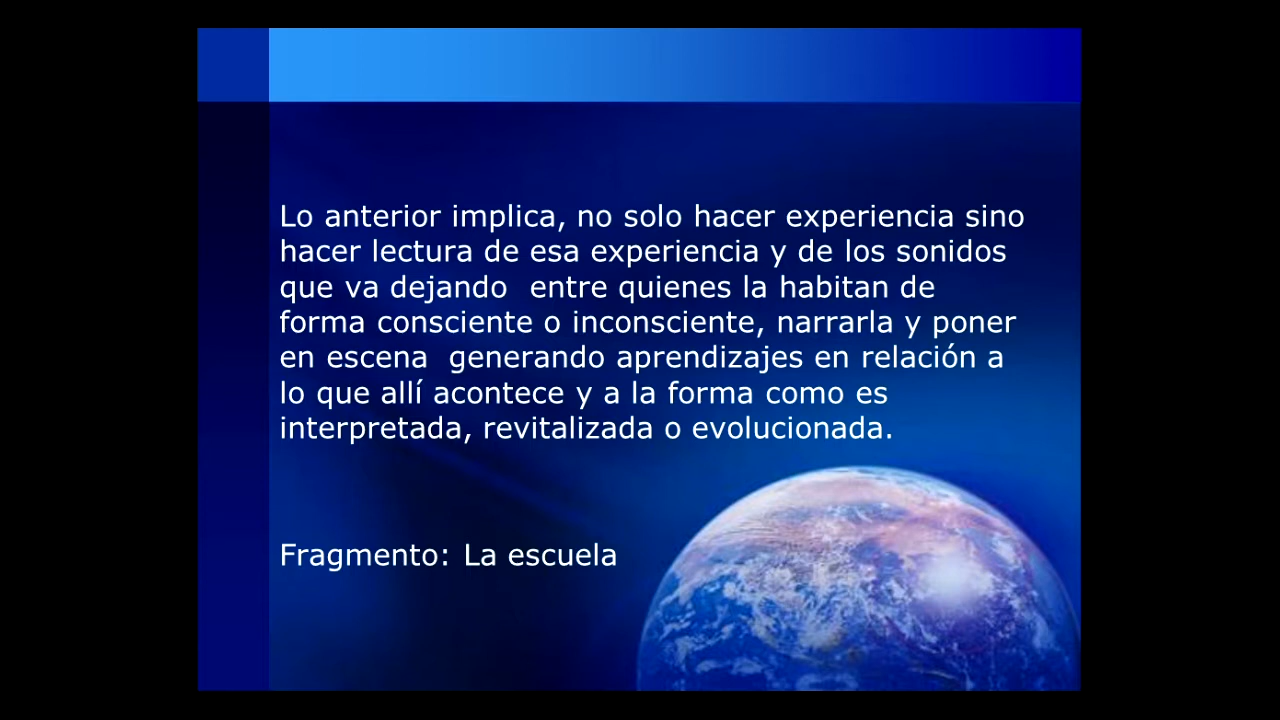 Lo anterior implica, no solo hacer experiencia sino
hacer lectura de esa experiencia y de los sonidos
que va dejando  entre quienes la habitan de
forma consciente o inconsciente, narrarla y poner
en escena  generando aprendizajes en relación a
lo que allí acontece y a la forma como es
interpretada, revitalizada o evolucionada.
Fragmento: La escuela